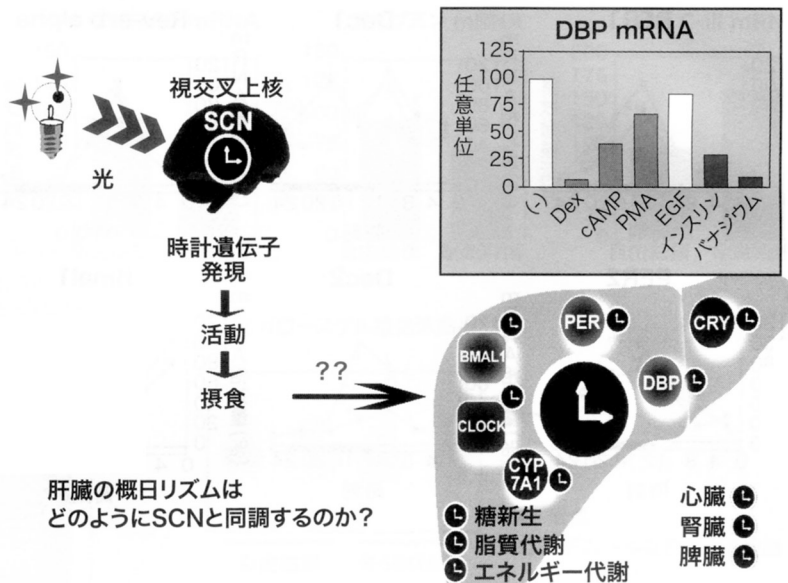 視交叉上核
SCN
光
時計遺伝子
発現
活動
摂食
??
肝臓の概日リズムは
どのようにSCNと同調するのか?
DBP mRNA
任意単位
125
100
75
50
25
0
(-)
Dex
cAMP
PMA
EGF
インスリン
バナジウム
PER
CRY
BMAL1
DBP
CLOCK
CYP
7A1
糖新生
脂質代謝
エネルギー代謝
心臓
腎臓
脾臓